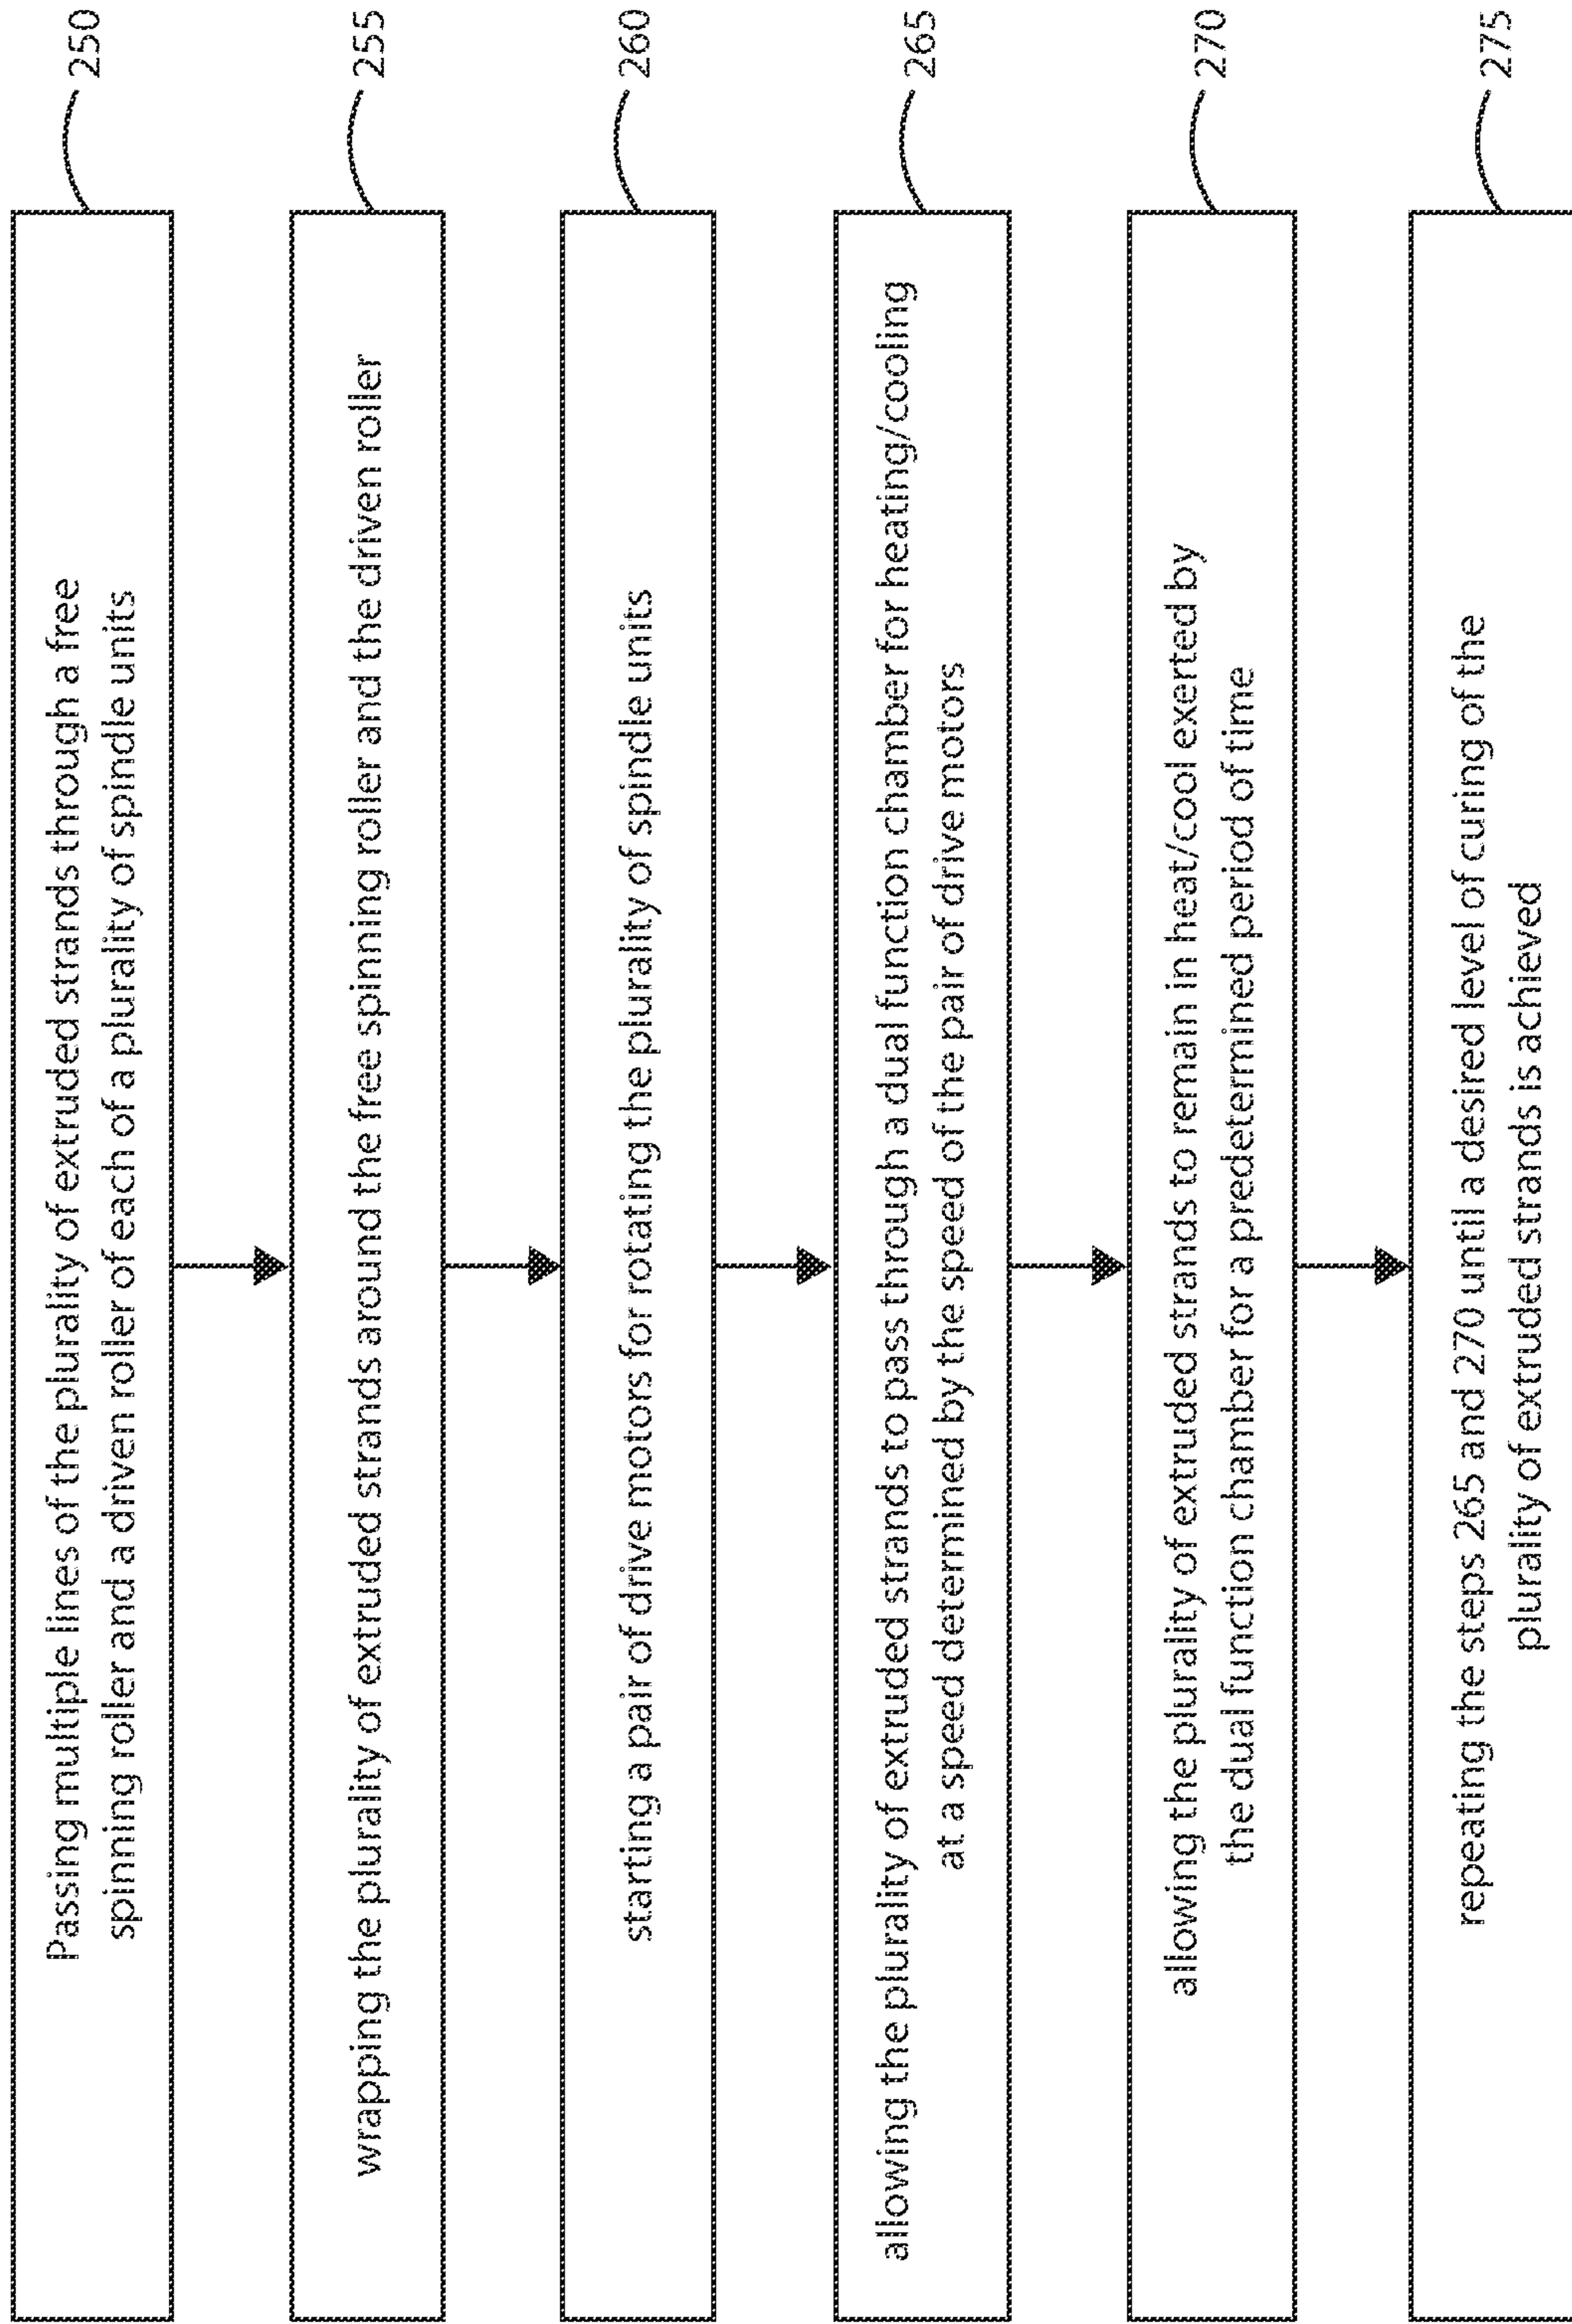 Passing multiple lines of the plurality of extruded strands through a free
spinning roller and a driven roller of each of a plurality of spindle units
250
wrapping the plurality of extruded strands around the free spinning roller and the driven roller
255
starting a pair of drive motors for rotating the plurality of spindle units
260
allowing the plurality of extruded strands to pass through a dual function chamber for heating/cooling
at a speed determined by the speed of the pair of drive motors
265
allowing the plurality of extruded strands to remain in heat/cool exerted by
the dual function chamber for a predetermined period of time
270
repeating the steps 265 and 270 until a desired level of curing of the
plurality of extruded strands is achieved
275